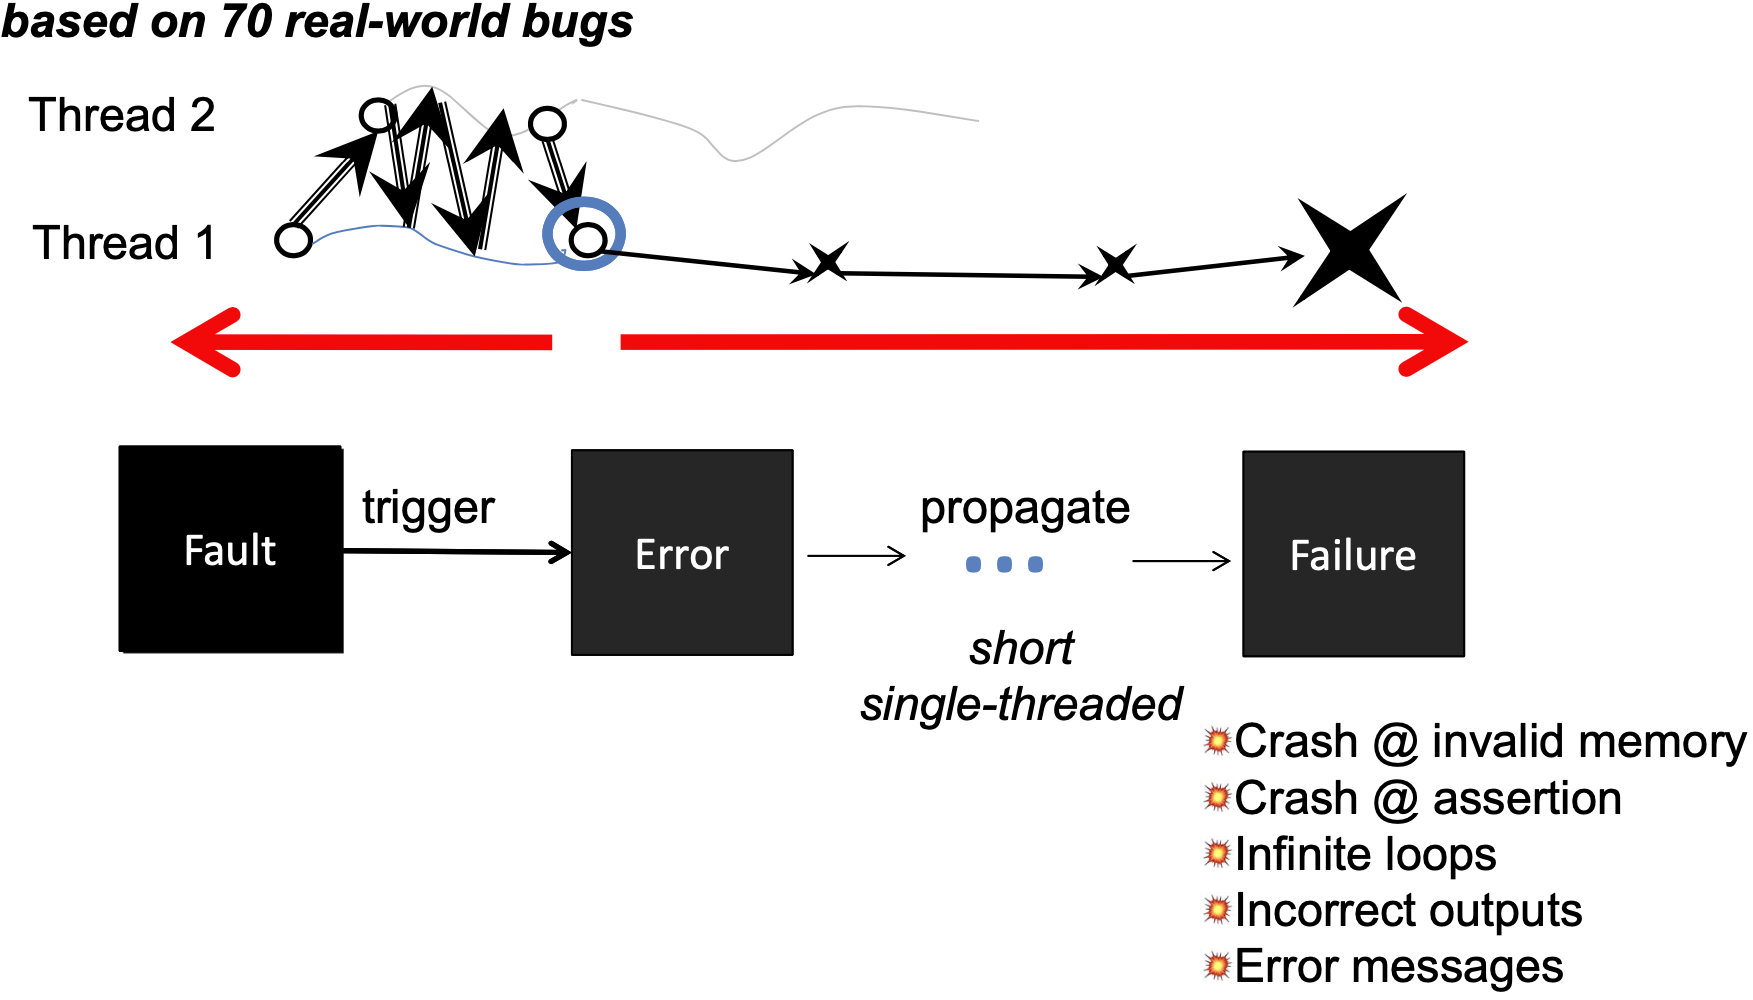 based on 70 real-world bugs
Thread 2
Thread 1
Fault
trigger
Error
propagate
Failure
short
single-threaded
Crash @ invalid memory
Crash @ assertion
Infinite loops
Incorrect outputs
Error messages